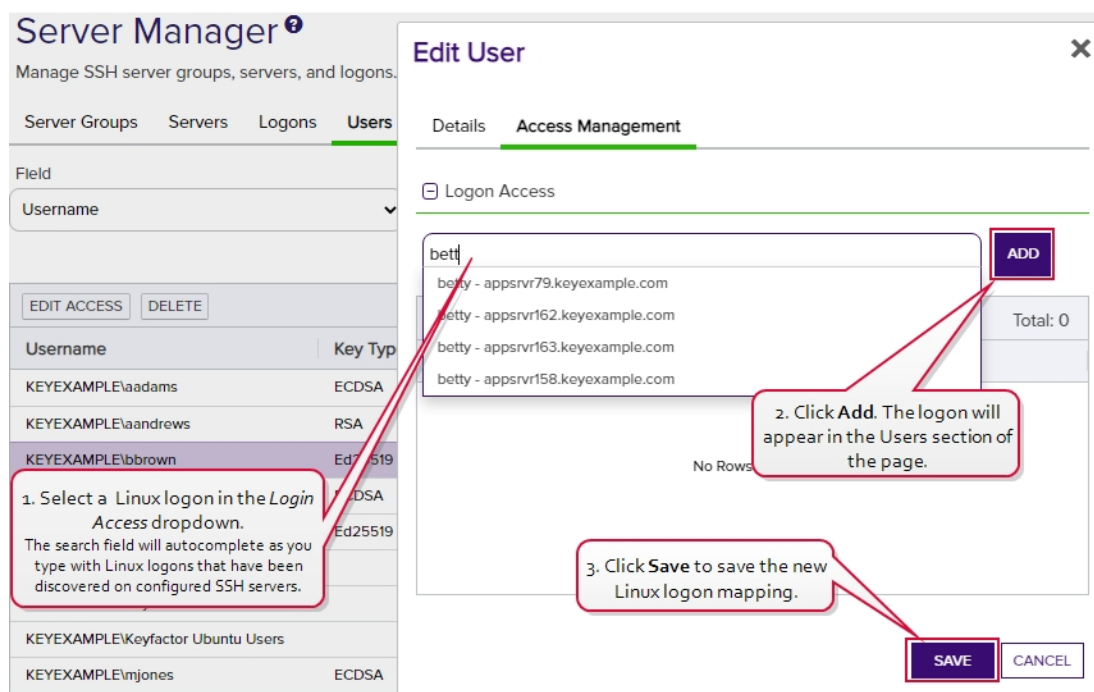 Server Manager
Manage SSH server groups, servers, and logons.
Server Groups Servers Logons Users
Field
Username
EDIT ACCESS DELETE
Username Key Typ
KEYEXAMPLE\aadams ECDSA
KEYEXAMPLE\aandrews RSA
KEYEXAMPLE\bbrown Ed25519
1. Select a Linux logon in the Login
Access dropdown.
The search field will autocomplete as you
type with Linux logons that have been
discovered on configured SSH servers.
Ed25519
KEYEXAMPLE\Keyfactor Ubuntu Users
KEYEXAMPLE\mjones ECDSA
Edit User
Details Access Management
Logon Access
bett
ADD
betty - appsrvr79.keyexample.com
betty - appsrvr162.keyexample.com
betty - appsrvr163.keyexample.com
betty - appsrvr158.keyexample.com
Total: 0
2. Click Add. The logon will
appear in the Users section of
the page.
No Rows
3. Click Save to save the new
Linux logon mapping.
SAVE CANCEL